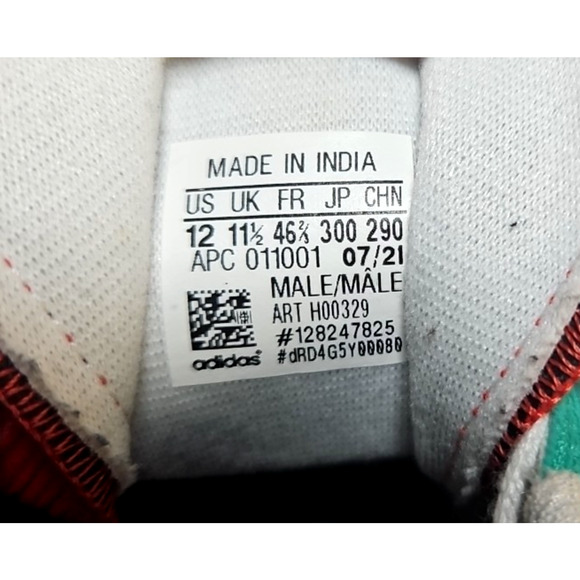 MADE IN INDIA
US UK FR JP CHN
12 11½ 46⅔ 300 290
APC 011001 07/21
MALE/MÂLE
ART H00329
#128247825
adidas #dRD4G5Y00080